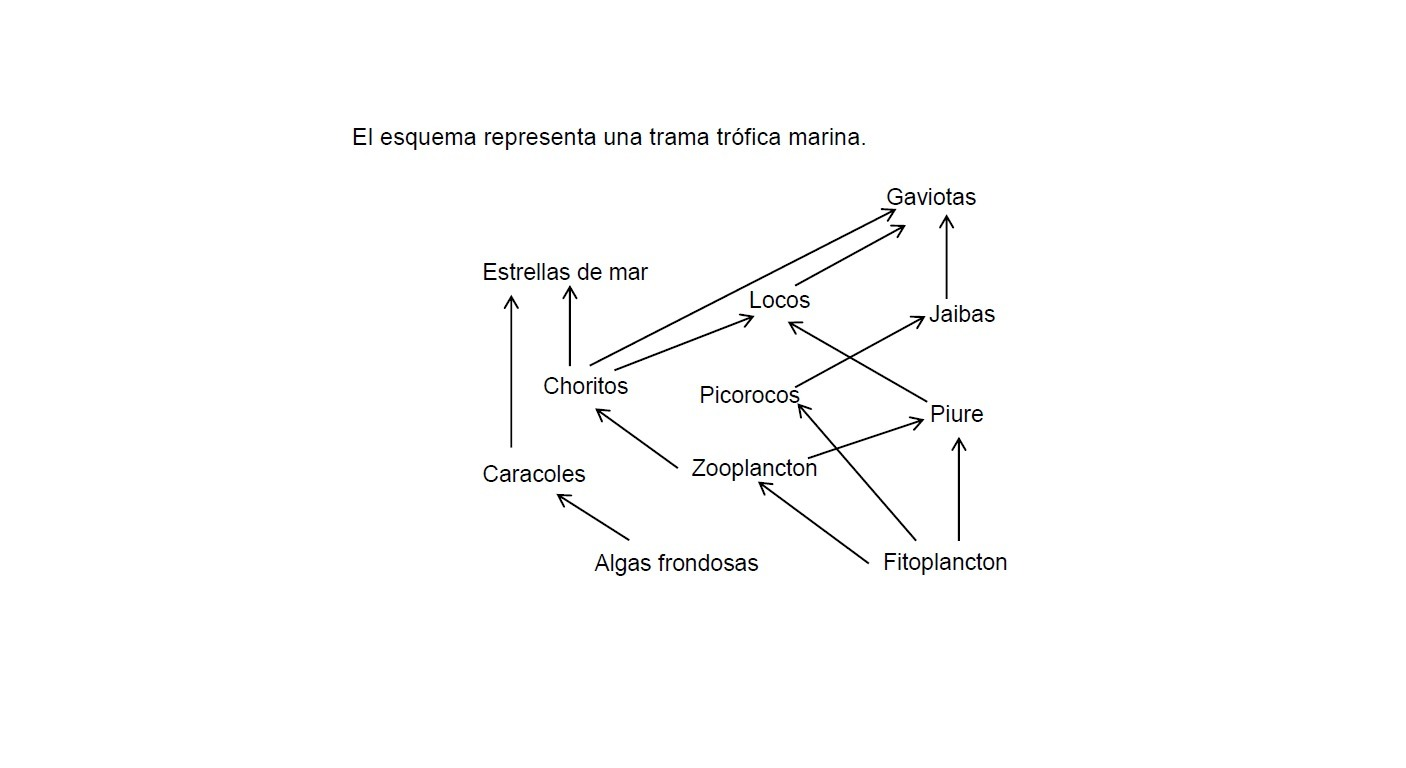 El esquema representa una trama trófica marina.
Gaviotas
Estrellas de mar
Locos
Jaibas
Choritos
Picorocos
Piure
Caracoles
Zooplancton
Algas frondosas
Fitoplancton